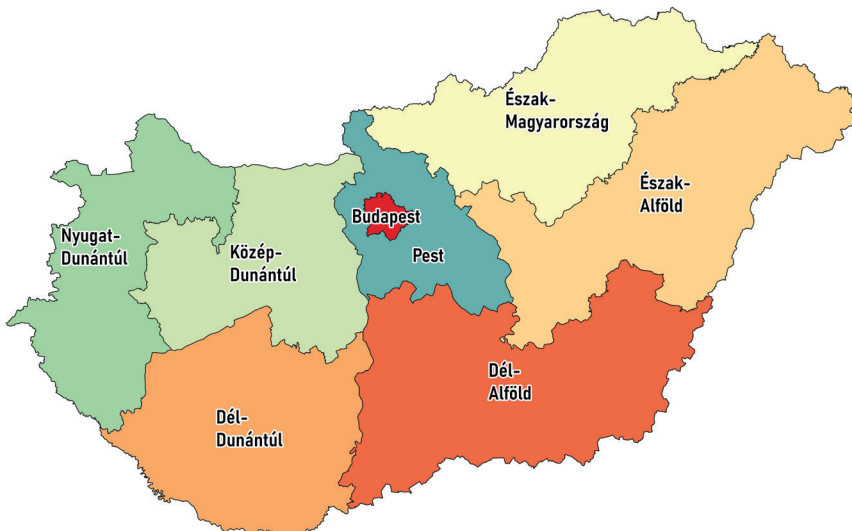 Észak-
Magyarország
Észak-
Alföld
Budapest
Nyugat-
Dunántúl
Közép-
Dunántúl
Pest
Dél-
Alföld
Dél-
Dunántúl